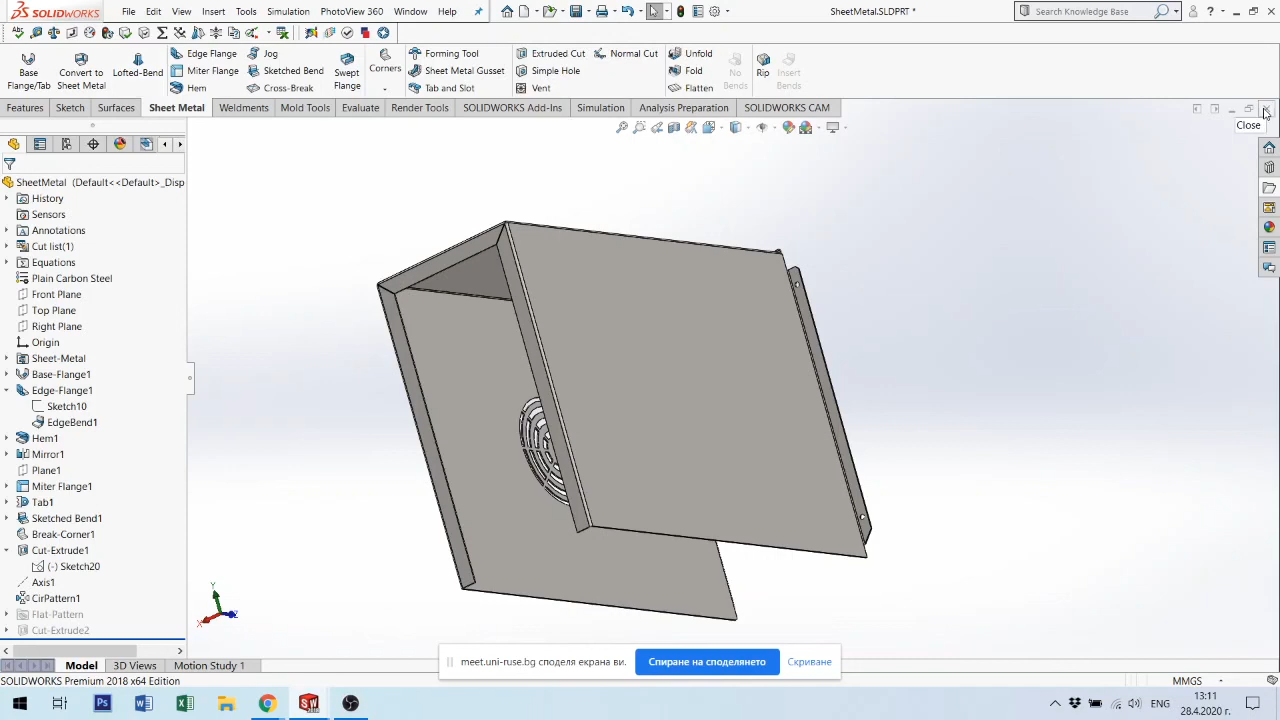 SOLIDWORKS File Edit View Insert Tools Simulation PhotoView 360 Window Help SheetMetal.SLDPRT * Search Knowledge Base
Base Flange/Tab
Convert to Sheet Metal
Lofted-Bend
Edge Flange
Miter Flange
Hem
Jog
Sketched Bend
Cross-Break
Swept Flange
Corners
Forming Tool
Sheet Metal Gusset
Tab and Slot
Extruded Cut
Simple Hole
Vent
Normal Cut
Unfold
Fold
Flatten
No Bends
Rip
Insert Bends
Features Sketch Surfaces Sheet Metal Weldments Mold Tools Evaluate Render Tools SOLIDWORKS Add-Ins Simulation Analysis Preparation SOLIDWORKS CAM
Close
SheetMetal (Default<<Default>_Disp
History
Sensors
Annotations
Cut list(1)
Equations
Plain Carbon Steel
Front Plane
Top Plane
Right Plane
Origin
Sheet-Metal
Base-Flange1
Edge-Flange1
Sketch10
EdgeBend1
Hem1
Mirror1
Plane1
Miter Flange1
Tab1
Sketched Bend1
Break-Corner1
Cut-Extrude1
(-) Sketch20
Axis1
CirPattern1
Flat-Pattern
Cut-Extrude2
Y
X
Z
meet.uni-ruse.bg споделя екрана ви. Спиране на споделянето Скриване
Model 3D Views Motion Study 1
SOLIDWORKS Premium 2018 x64 Edition MMGS
ENG 13:11
28.4.2020 г.